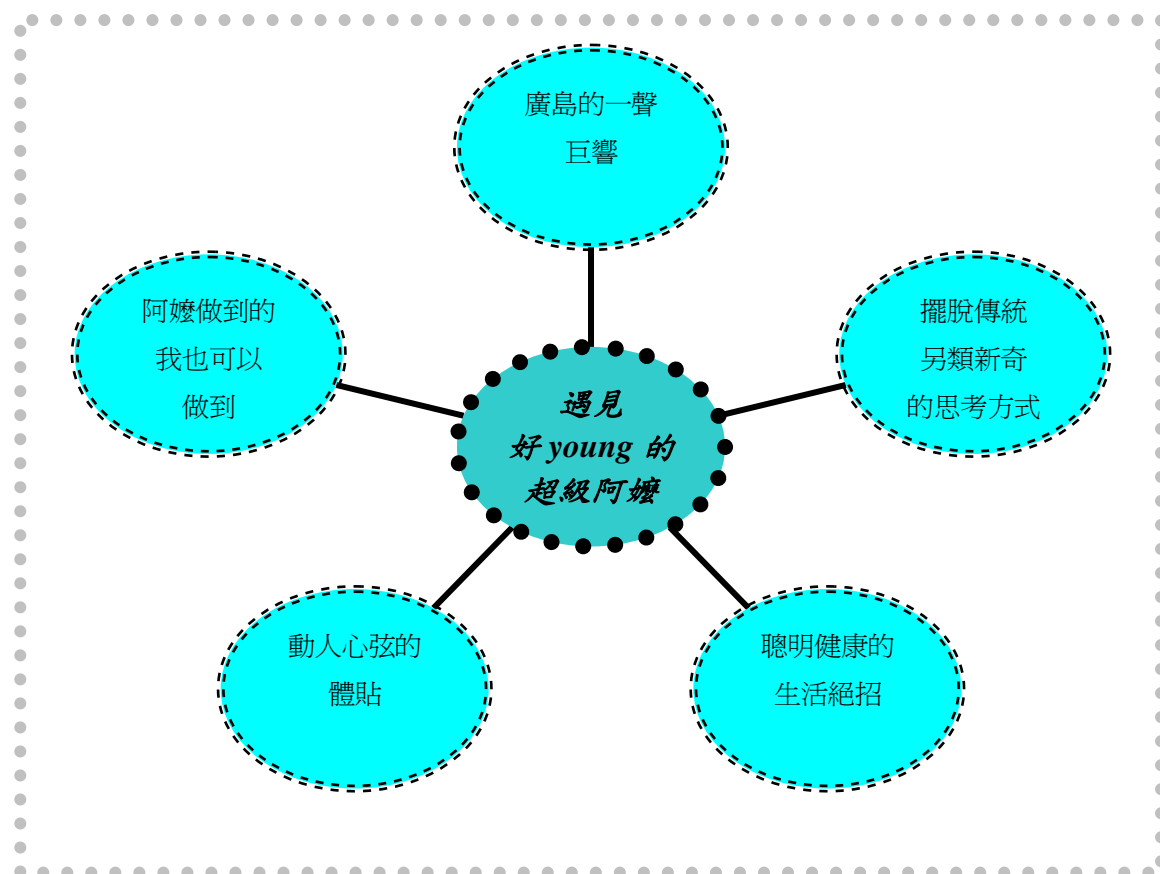 廣島的一聲
巨響
阿嬤做到的
我也可以
做到
擺脫傳統
另類新奇
的思考方式
遇見
好 young 的
超級阿嬤
動人心弦的
體貼
聰明健康的
生活絕招